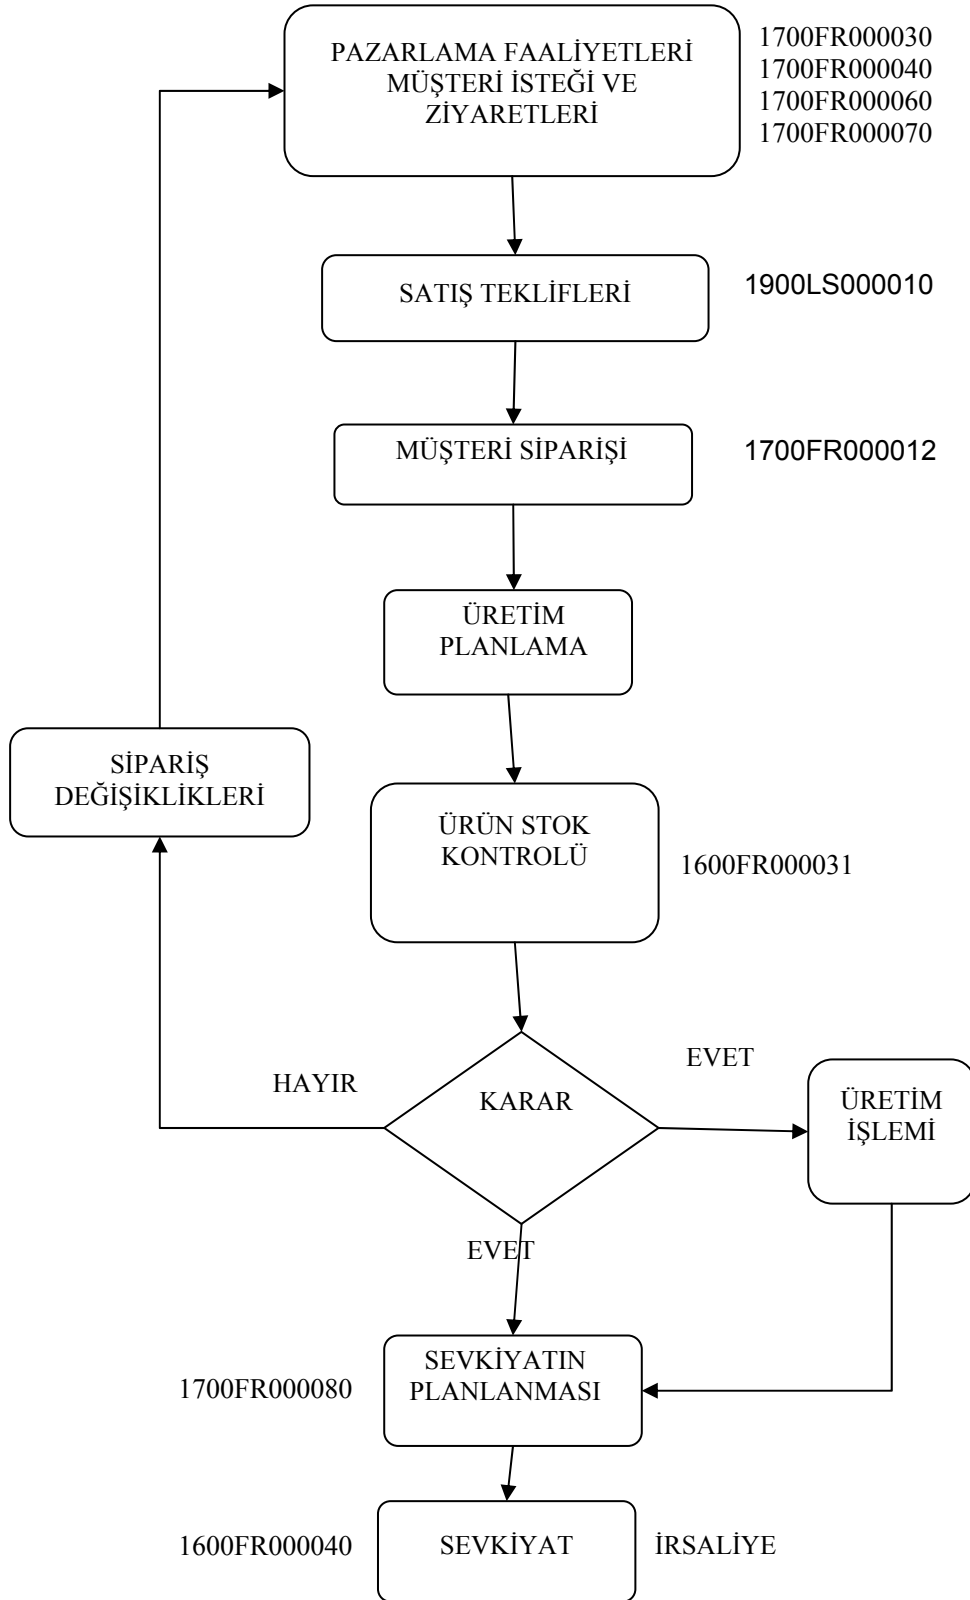 PAZARLAMA FAALİYETLERİ
MÜŞTERİ İSTEĞİ VE
ZİYARETLERİ
1700FR000030
1700FR000040
1700FR000060
1700FR000070
SATIŞ TEKLİFLERİ
1900LS000010
MÜŞTERİ SİPARİŞİ
1700FR000012
ÜRETİM
PLANLAMA
SİPARİŞ
DEĞİŞİKLİKLERİ
ÜRÜN STOK
KONTROLÜ
1600FR000031
HAYIR
KARAR
EVET
ÜRETİM
İŞLEMİ
EVET
1700FR000080
SEVKİYATIN
PLANLANMASI
1600FR000040
SEVKİYAT
İRSALİYE